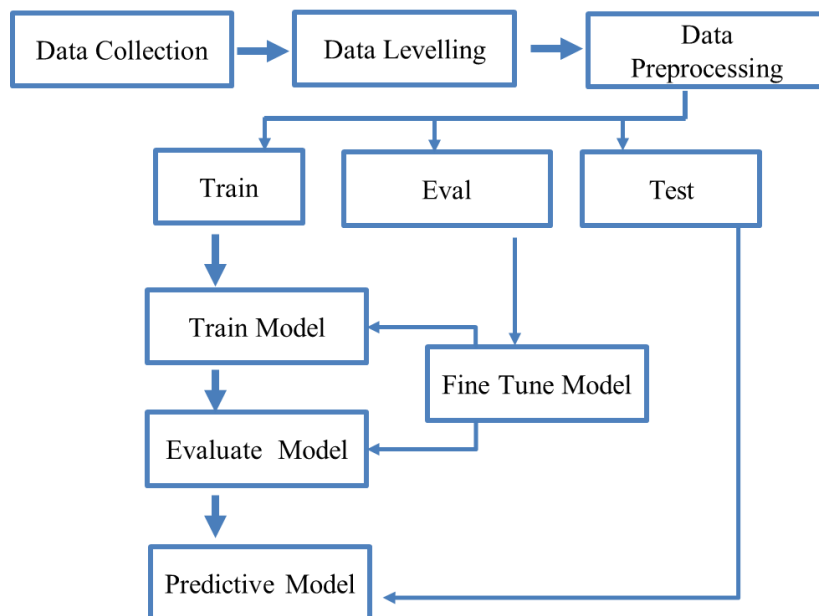 Data Collection
Data Levelling
Data
Preprocessing
Train
Eval
Test
Train Model
Fine Tune Model
Evaluate Model
Predictive Model